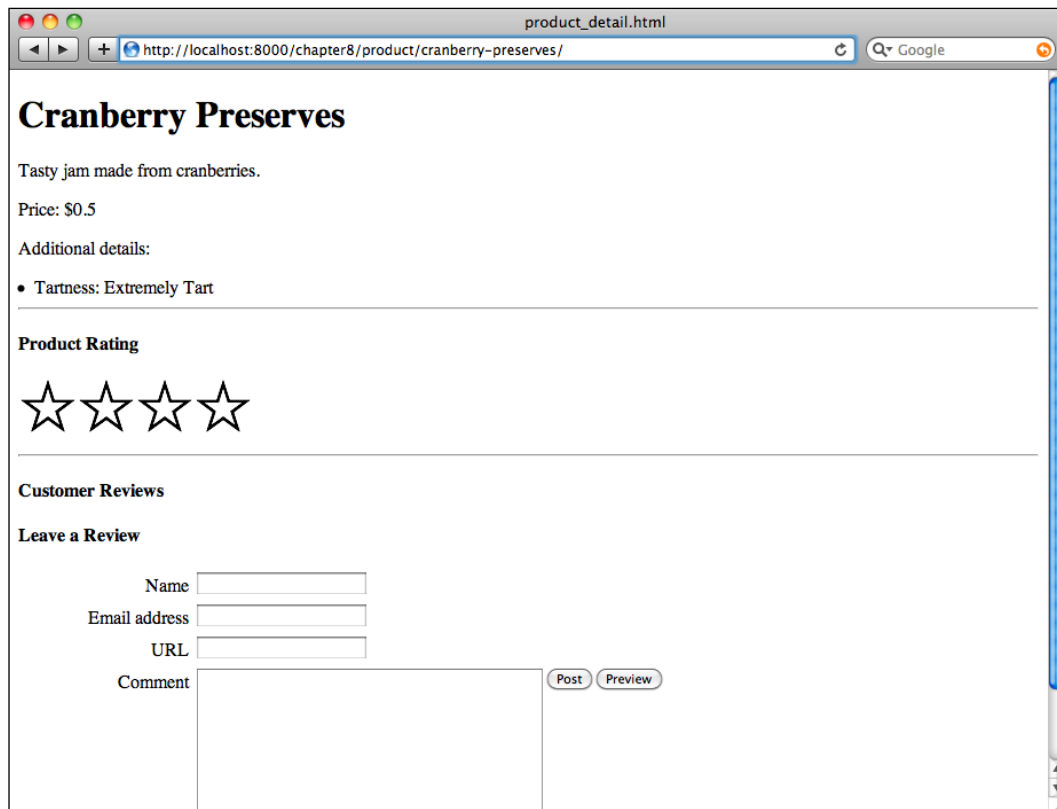 product_detail.html
http://localhost:8000/chapter8/product/cranberry-preserves/
Google
Cranberry Preserves
Tasty jam made from cranberries.
Price: $0.5
Additional details:
• Tartness: Extremely Tart
Product Rating
Customer Reviews
Leave a Review
Name
Email address
URL
Comment
Post Preview